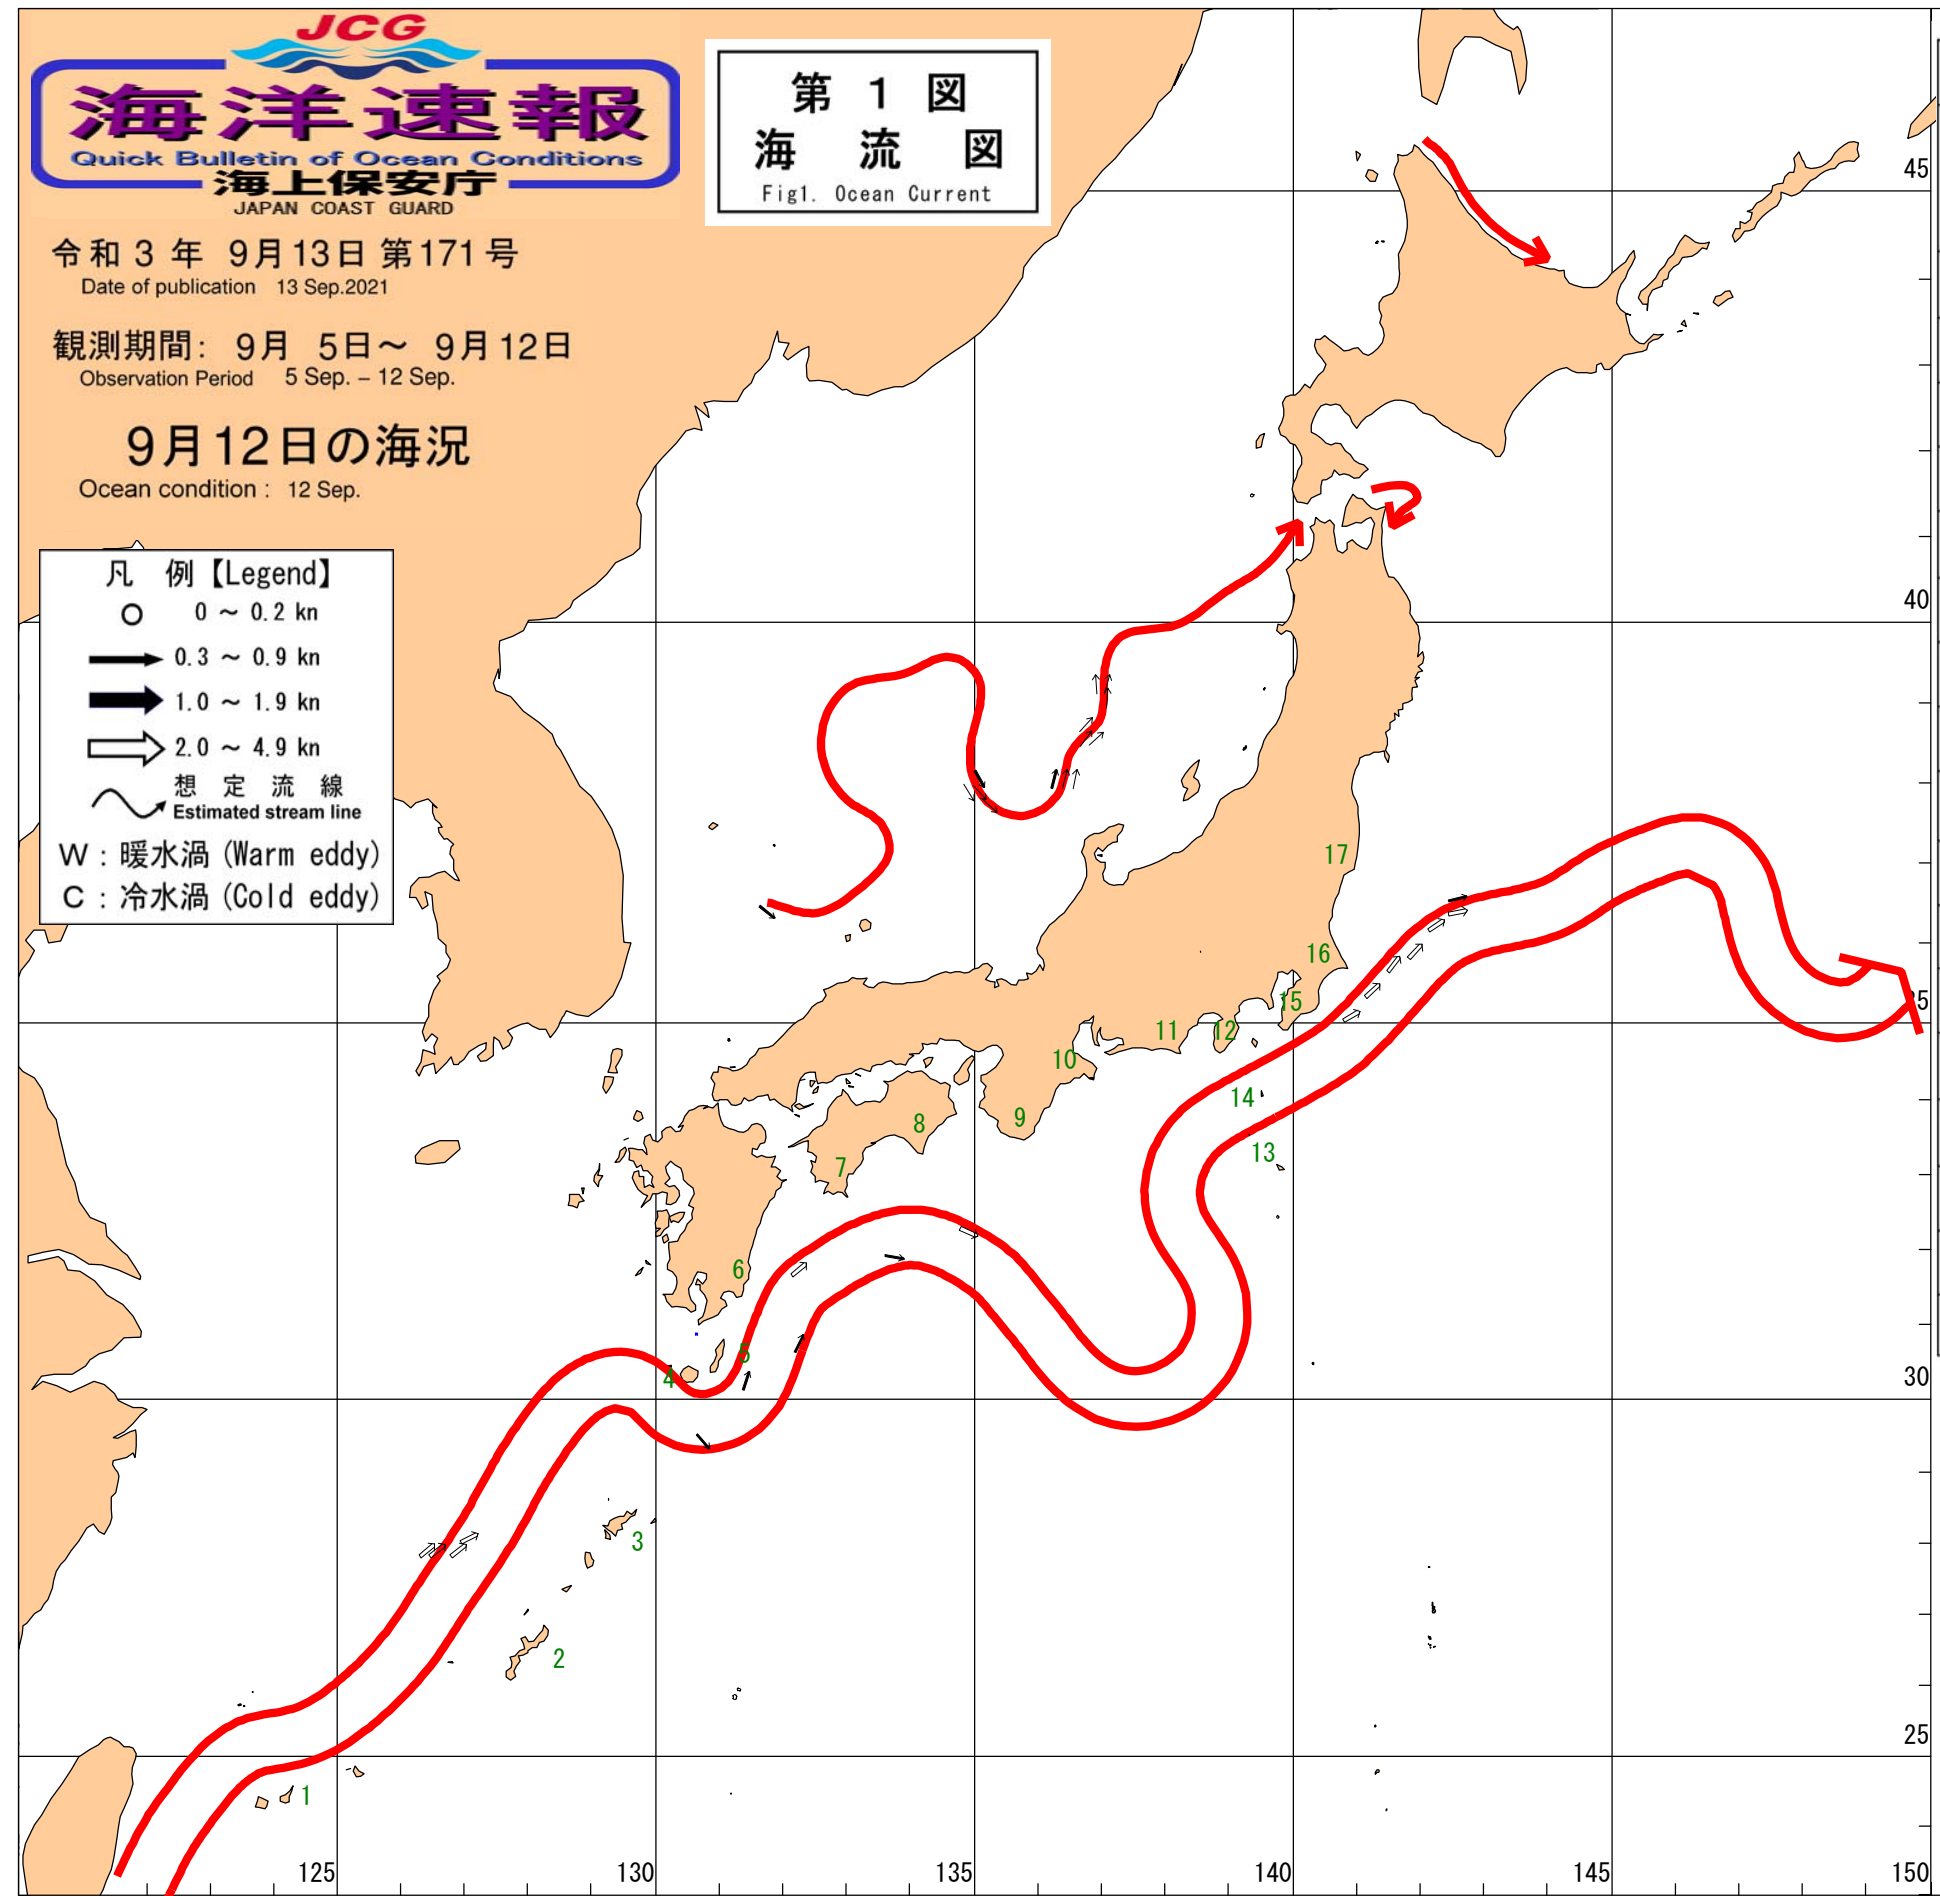 JCG
海洋速報
Quick Bulletin of Ocean Conditions
海上保安庁
JAPAN COAST GUARD
第 1 図
海 流 図
Fig1. Ocean Current
令和 3 年 9月13日 第171号
Date of publication 13 Sep.2021
観測期間: 9月 5日~ 9月12日
Observation Period 5 Sep. – 12 Sep.
9月12日の海況
Ocean condition : 12 Sep.
凡 例【Legend】
0 ~ 0.2 kn
0.3 ~ 0.9 kn
1.0 ~ 1.9 kn
2.0 ~ 4.9 kn
想 定 流 線
Estimated stream line
W : 暖水渦 (Warm eddy)
C : 冷水渦 (Cold eddy)
45
40
35
30
25
17
16
15
11
12
10
14
9
8
13
7
6
5
4
3
2
1
125
130
135
140
145
150